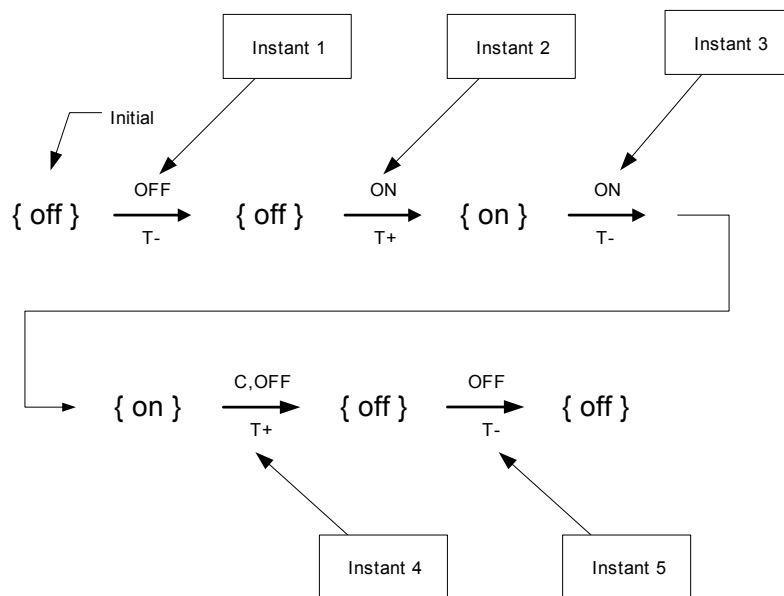 Instant 1
Instant 2
Instant 3
Initial
OFF
ON
ON
{ off }
{ off }
{ on }
T-
T+
T-
C,OFF
OFF
{ on }
{ off }
{ off }
T+
T-
Instant 4
Instant 5